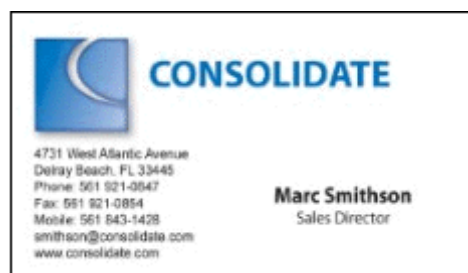 CONSOLIDATE
4731 West Atlantic Avenue
Delray Beach, FL 33445
Phone: 561 921-0847
Fax: 561 921-0854
Mobile: 561 843-1428
smithson@consolidate.com
www.consolidate.com
Marc Smithson
Sales Director